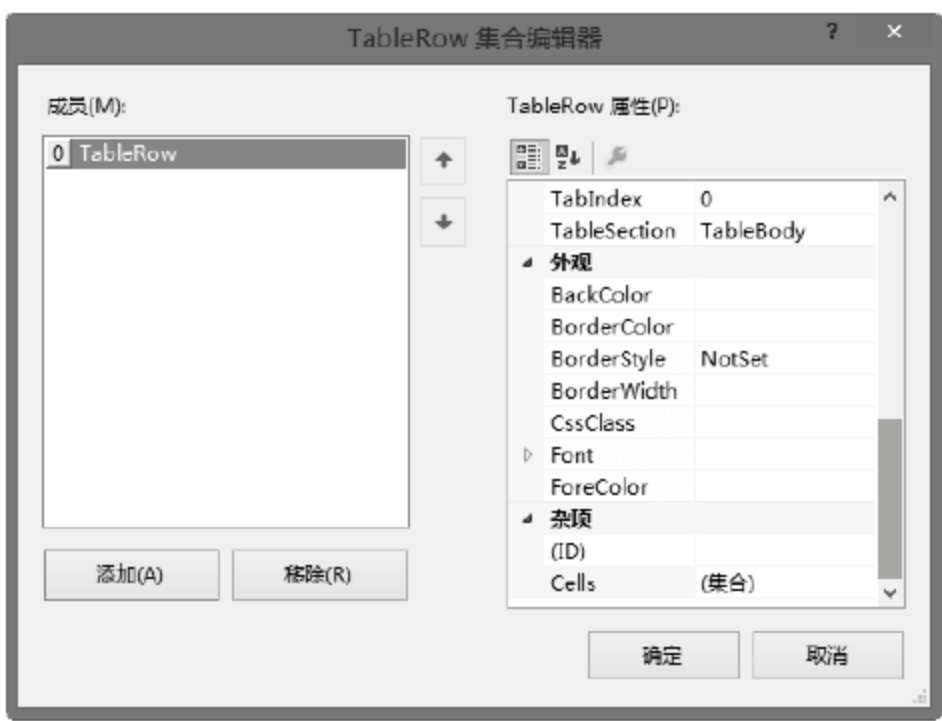 TableRow 集合编辑器 ? ×
成员(M):
0 TableRow
添加(A) 移除(R)
TableRow 属性(P):
TabIndex 0
TableSection TableBody
外观
BackColor
BorderColor
BorderStyle NotSet
BorderWidth
CssClass
Font
ForeColor
杂项
(ID)
Cells (集合)
确定 取消